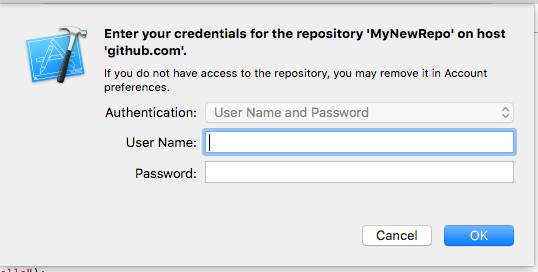 Enter your credentials for the repository 'MyNewRepo' on host
'github.com'.
If you do not have access to the repository, you may remove it in Account
preferences.
Authentication: User Name and Password
User Name:
Password:
Cancel OK
");